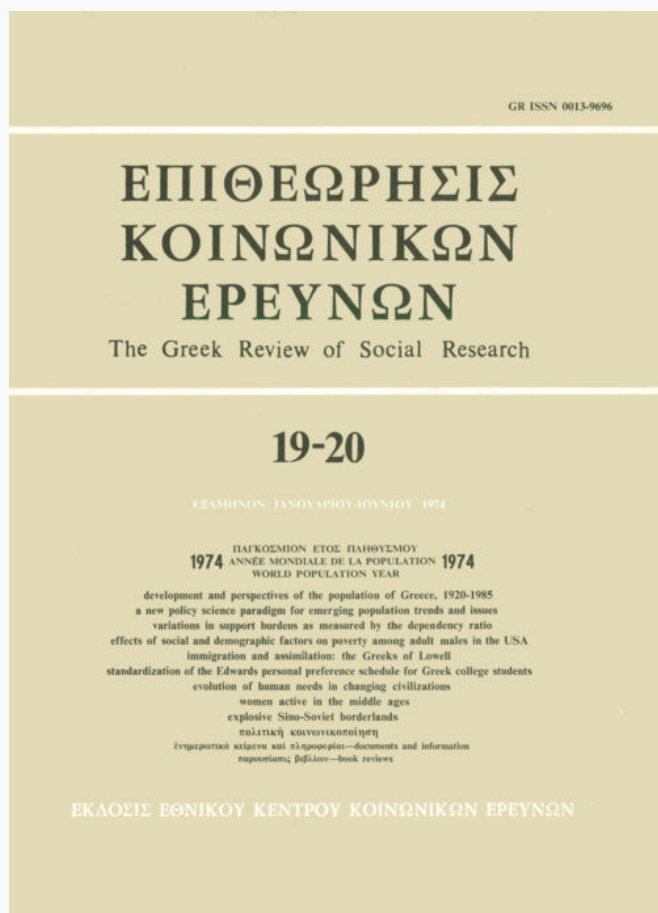 GR ISSN 0013-9696
ΕΠΙΘΕΩΡΗΣΙΣ
ΚΟΙΝΩΝΙΚΩΝ
ΕΡΕΥΝΩΝ
The Greek Review of Social Research
19-20
ΕΞΑΜΗΝΟΝ ΙΑΝΟΥΑΡΙΟΥ-ΙΟΥΝΙΟΥ 1974
ΠΑΓΚΟΣΜΙΟΝ ΕΤΟΣ ΠΛΗΘΥΣΜΟΥ
1974 ANNÉE MONDIALE DE LA POPULATION 1974
WORLD POPULATION YEAR
development and perspectives of the population of Greece, 1920-1985
a new policy science paradigm for emerging population trends and issues
variations in support burdens as measured by the dependency ratio
effects of social and demographic factors on poverty among adult males in the USA
immigration and assimilation: the Greeks of Lowell
standardization of the Edwards personal preference schedule for Greek college students
evolution of human needs in changing civilizations
women active in the middle ages
explosive Sino-Soviet borderlands
πολιτικὴ κοινωνικοποίηση
ἐνημερωτικὰ κείμενα καὶ πληροφορίαι—documents and information
παρουσίασις βιβλίων—book reviews
ΕΚΔΟΣΙΣ ΕΘΝΙΚΟΥ ΚΕΝΤΡΟΥ ΚΟΙΝΩΝΙΚΩΝ ΕΡΕΥΝΩΝ